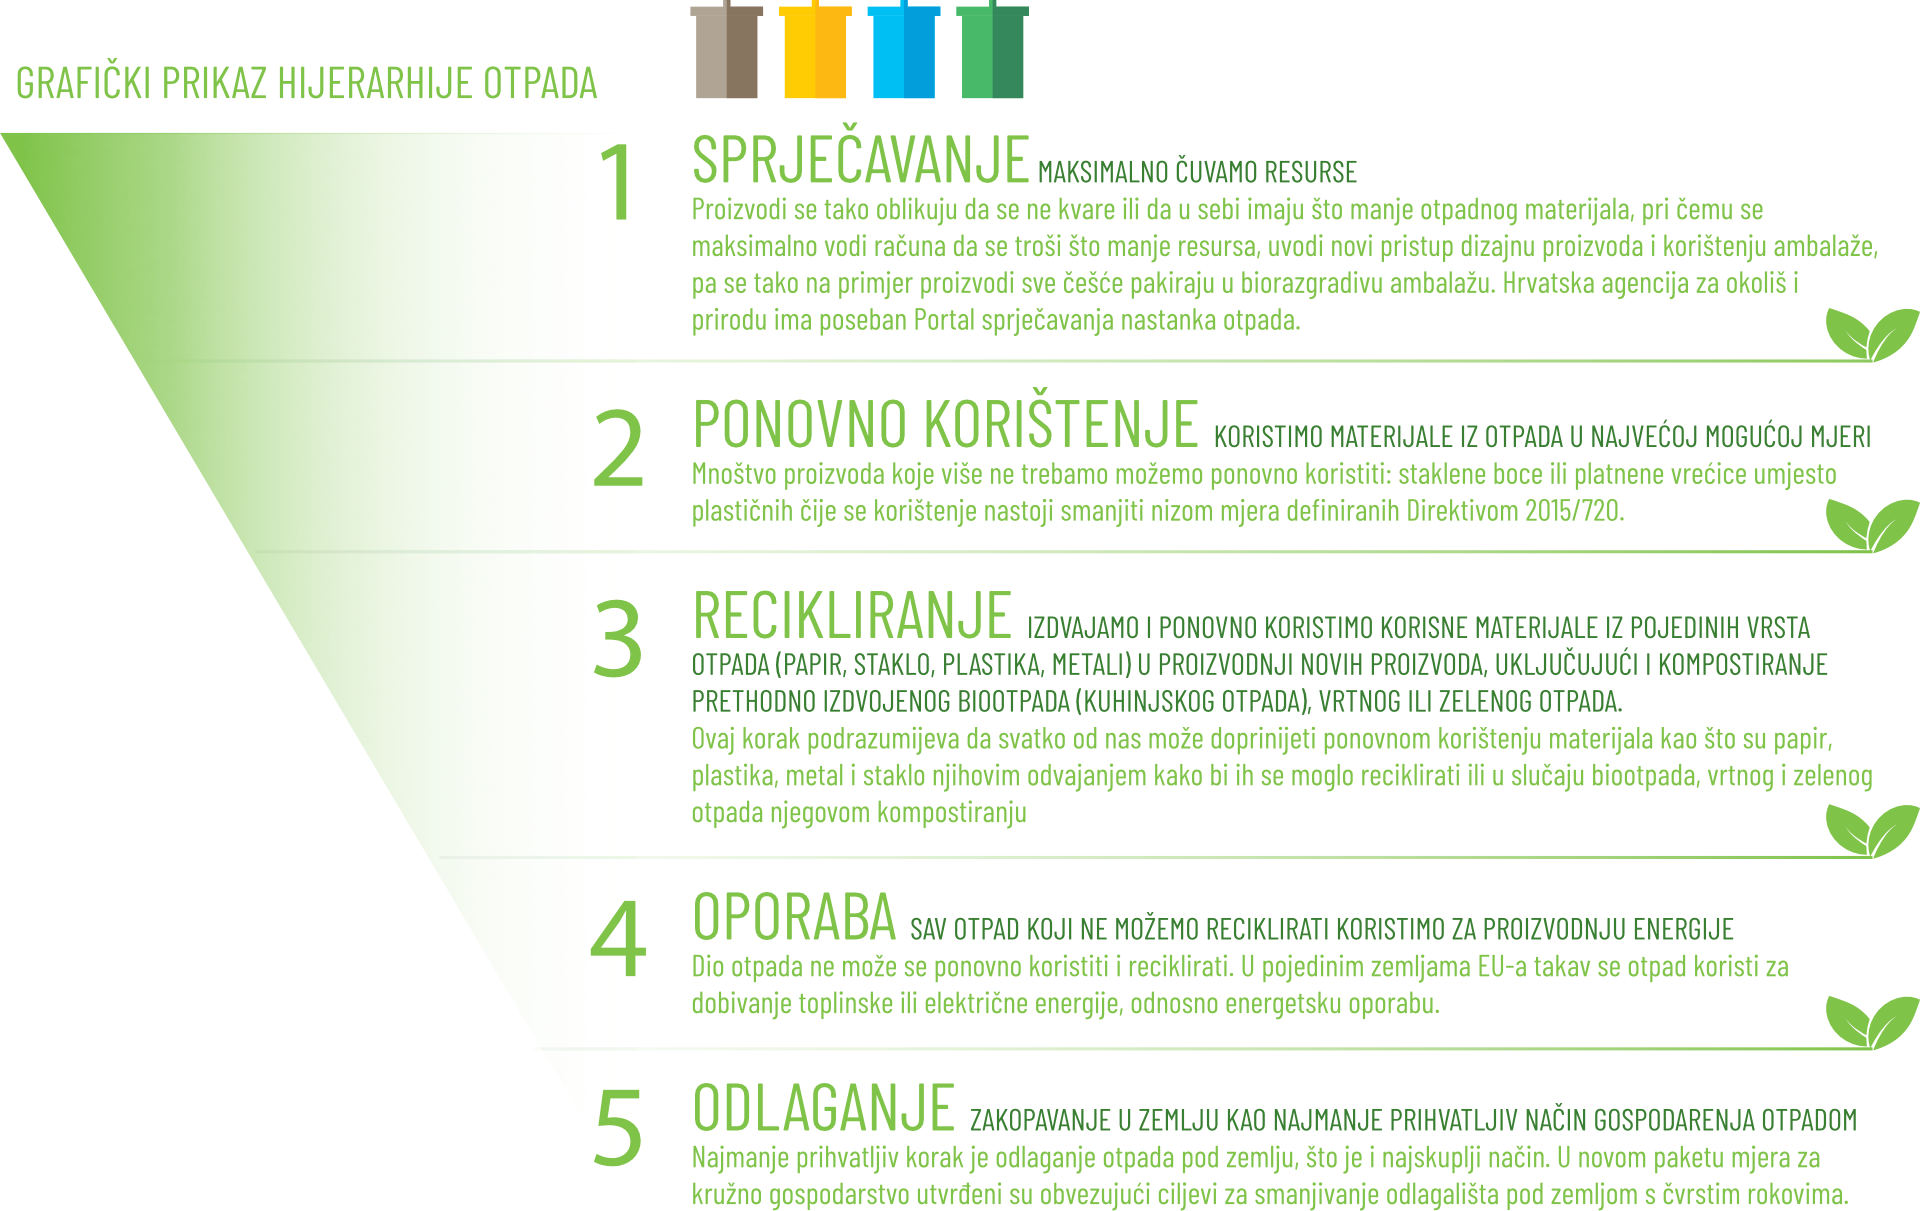 GRAFIČKI PRIKAZ HIJERARHIJE OTPADA
1
SPRJEČAVANJE MAKSIMALNO ČUVAMO RESURSE
Proizvodi se tako oblikuju da se ne kvare ili da u sebi imaju što manje otpadnog materijala, pri čemu se
maksimalno vodi računa da se troši što manje resursa, uvodi novi pristup dizajnu proizvoda i korištenju ambalaže,
pa se tako na primjer proizvodi sve češće pakiraju u biorazgradivu ambalažu. Hrvatska agencija za okoliš i
prirodu ima poseban Portal sprječavanja nastanka otpada.
2
PONOVNO KORIŠTENJE KORISTIMO MATERIJALE IZ OTPADA U NAJVEĆOJ MOGUĆOJ MJERI
Mnoštvo proizvoda koje više ne trebamo možemo ponovno koristiti: staklene boce ili platnene vrećice umjesto
plastičnih čije se korištenje nastoji smanjiti nizom mjera definiranih Direktivom 2015/720.
3
RECIKLIRANJE IZDVAJAMO I PONOVNO KORISTIMO KORISNE MATERIJALE IZ POJEDINIH VRSTA
OTPADA (PAPIR, STAKLO, PLASTIKA, METALI) U PROIZVODNJI NOVIH PROIZVODA, UKLJUČUJUĆI I KOMPOSTIRANJE
PRETHODNO IZDVOJENOG BIOOTPADA (KUHINJSKOG OTPADA), VRTNOG ILI ZELENOG OTPADA.
Ovaj korak podrazumijeva da svatko od nas može doprinijeti ponovnom korištenju materijala kao što su papir,
plastika, metal i staklo njihovim odvajanjem kako bi ih se moglo reciklirati ili u slučaju biootpada, vrtnog i zelenog
otpada njegovom kompostiranju
4
OPORABA SAV OTPAD KOJI NE MOŽEMO RECIKLIRATI KORISTIMO ZA PROIZVODNJU ENERGIJE
Dio otpada ne može se ponovno koristiti i reciklirati. U pojedinim zemljama EU-a takav se otpad koristi za
dobivanje toplinske ili električne energije, odnosno energetsku oporabu.
5
ODLAGANJE ZAKOPAVANJE U ZEMLJU KAO NAJMANJE PRIHVATLJIV NAČIN GOSPODARENJA OTPADOM
Najmanje prihvatljiv korak je odlaganje otpada pod zemlju, što je i najskuplji način. U novom paketu mjera za
kružno gospodarstvo utvrđeni su obvezujući ciljevi za smanjivanje odlagališta pod zemljom s čvrstim rokovima.